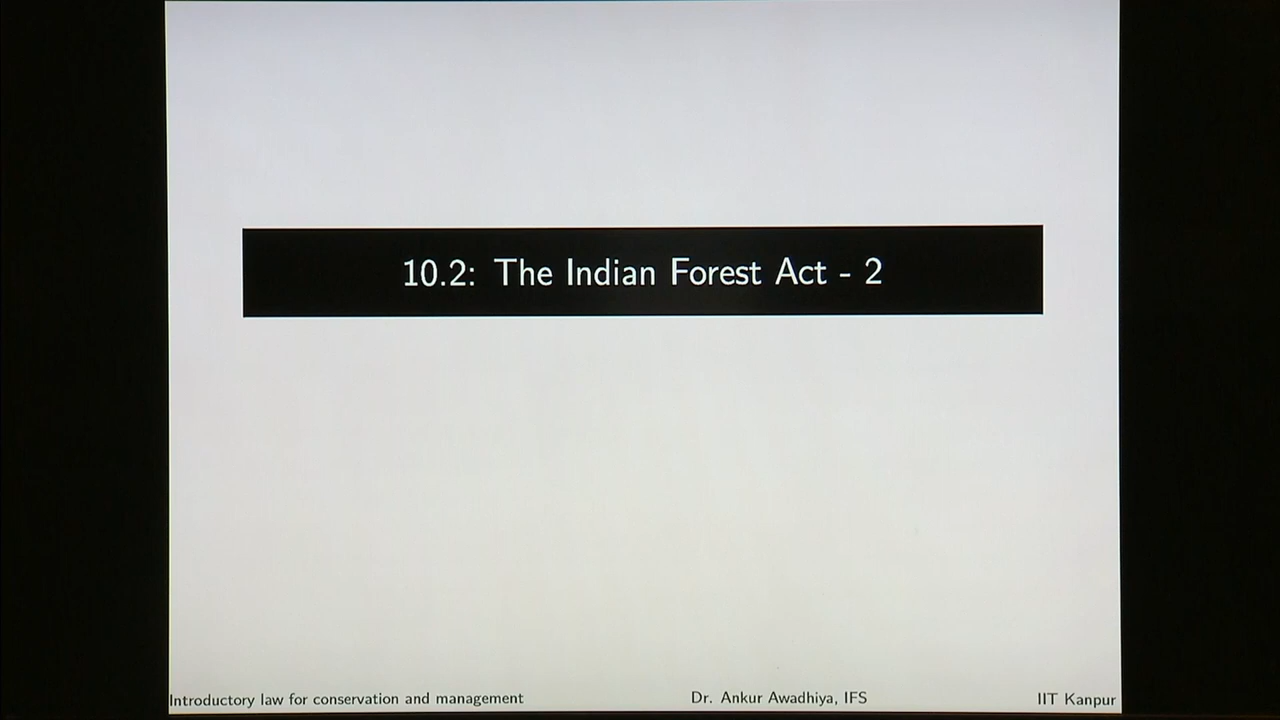 10.2: The Indian Forest Act - 2
Introductory law for conservation and management Dr. Ankur Awadhiya, IFS IIT Kanpur